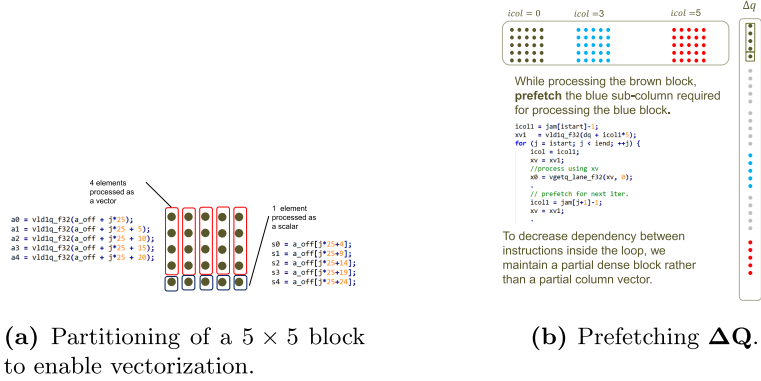 4 elements
processed as
a vector
1
element
processed as
a scalar
a0 = vld1q_f32(a_off + j*25);
a1 = vld1q_f32(a_off + j*25 + 5);
a2 = vld1q_f32(a_off + j*25 + 10);
a3 = vld1q_f32(a_off + j*25 + 15);
a4 = vld1q_f32(a_off + j*25 + 20);
s0 = a_off[j*25+4];
s1 = a_off[j*25+9];
s2 = a_off[j*25+14];
s3 = a_off[j*25+19];
s4 = a_off[j*25+24];
(a) Partitioning of a 5 × 5 block
to enable vectorization.
icol = 0 icol =3 icol =5 Δq
While processing the brown block,
prefetch the blue sub-column required
for processing the blue block.
icol1 = jam[istart]-1;
xv1 = vld1q_f32(dq + icol1*5);
for (j = istart; j < iend; ++j) {
icol = icol1;
xv = xv1;
//process using xv
x0 = vgetq_lane_f32(xv, 0);
.
// prefetch for next iter.
icol1 = jam[j+1]-1;
xv = xv1;
.
To decrease dependency between
instructions inside the loop, we
maintain a partial dense block rather
than a partial column vector.
(b) Prefetching ΔQ.